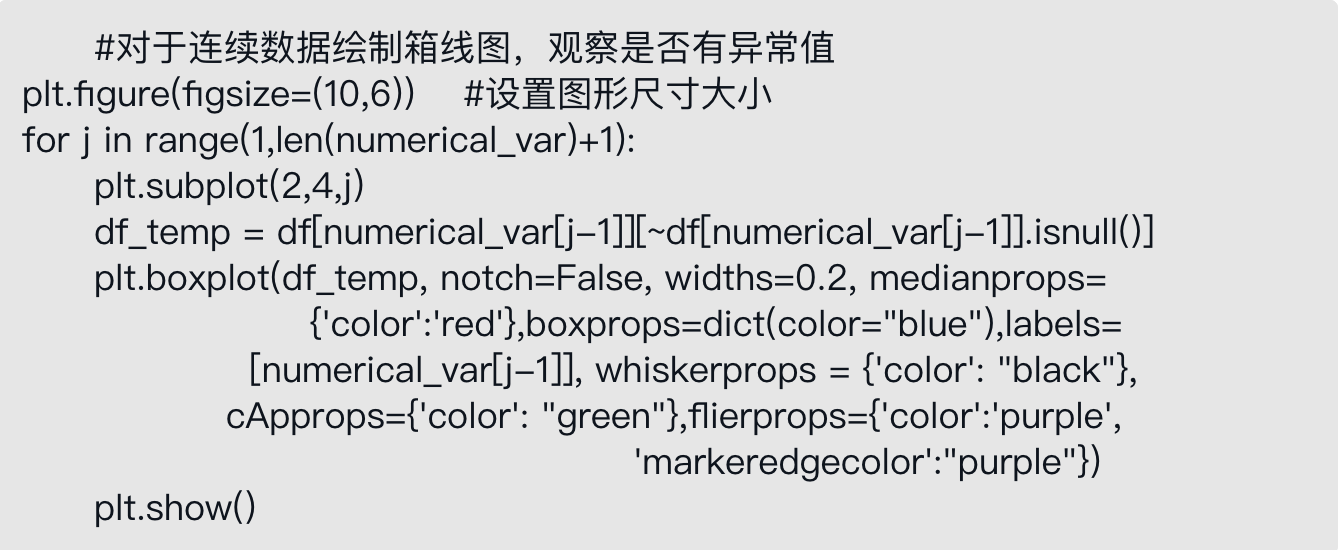 #对于连续数据绘制箱线图，观察是否有异常值
plt.figure(figsize=(10,6))    #设置图形尺寸大小
for j in range(1,len(numerical_var)+1):
plt.subplot(2,4,j)
df_temp = df[numerical_var[j-1]][~df[numerical_var[j-1]].isnull()]
plt.boxplot(df_temp, notch=False, widths=0.2, medianprops=
{'color':'red'},boxprops=dict(color="blue"),labels=
[numerical_var[j-1]], whiskerprops = {'color': "black"},
cApprops={'color': "green"},flierprops={'color':'purple',
'markeredgecolor':"purple"})
plt.show()